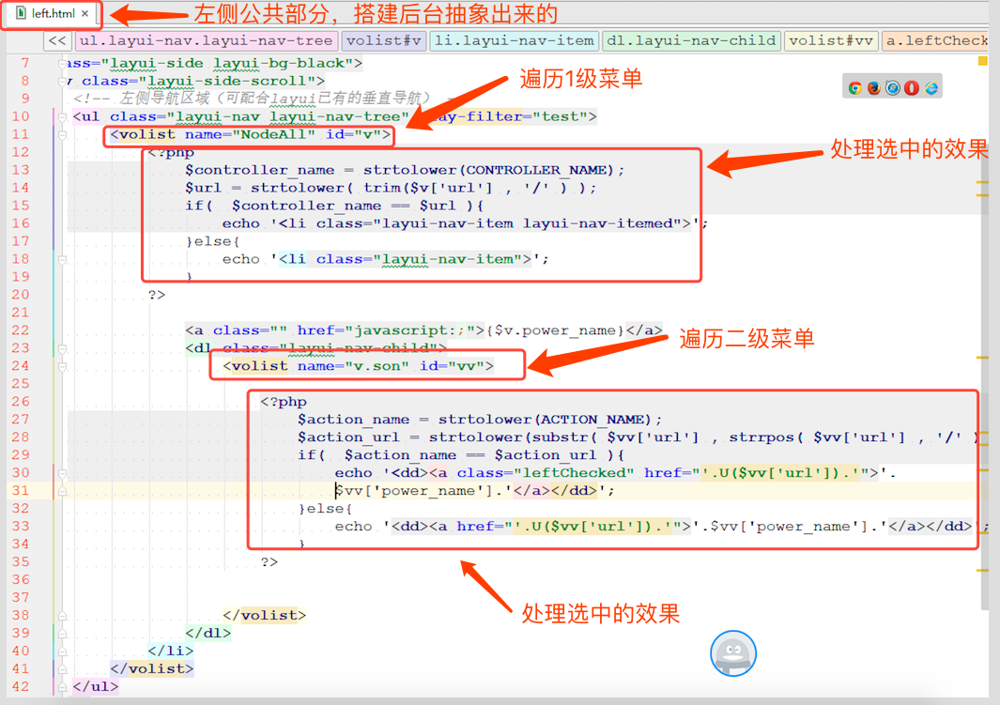 left.html ×
左侧公共部分，搭建后台抽象出来的
<< ul.layui-nav.layui-nav-tree volist#v li.layui-nav-item dl.layui-nav-child volist#vv a.leftCheck
7 ass="layui-side layui-bg-black">
8 class="layui-side-scroll">
遍历1级菜单
9 <!-- 左侧导航区域（可配合layui已有的垂直导航）
10 <ul class="layui-nav layui-nav-tree" lay-filter="test">
11 <volist name="NodeAll" id="v">
处理选中的效果
12 <?php
13 $controller_name = strtolower(CONTROLLER_NAME);
14 $url = strtolower( trim($v['url'] , '/' ) );
15 if( $controller_name == $url ){
16 echo '<li class="layui-nav-item layui-nav-itemed">';
17 }else{
18 echo '<li class="layui-nav-item">';
19 }
20 ?>
21
22 <a class="" href="javascript:;">{$v.power_name}</a>
遍历二级菜单
23 <dl class="layui-nav-child">
24 <volist name="v.son" id="vv">
25
26 <?php
27 $action_name = strtolower(ACTION_NAME);
28 $action_url = strtolower(substr( $vv['url'] , strrpos( $vv['url'] , '/' )
29 if( $action_name == $action_url ){
30 echo '<dd><a class="leftChecked" href="'.U($vv['url']).'">'.
31 $vv['power_name'].'</a></dd>';
32 }else{
33 echo '<dd><a href="'.U($vv['url']).'">'.$vv['power_name'].'</a></dd>';
34 }
35 ?>
36
37
处理选中的效果
38 </volist>
39 </dl>
40 </li>
41 </volist>
42 </ul>